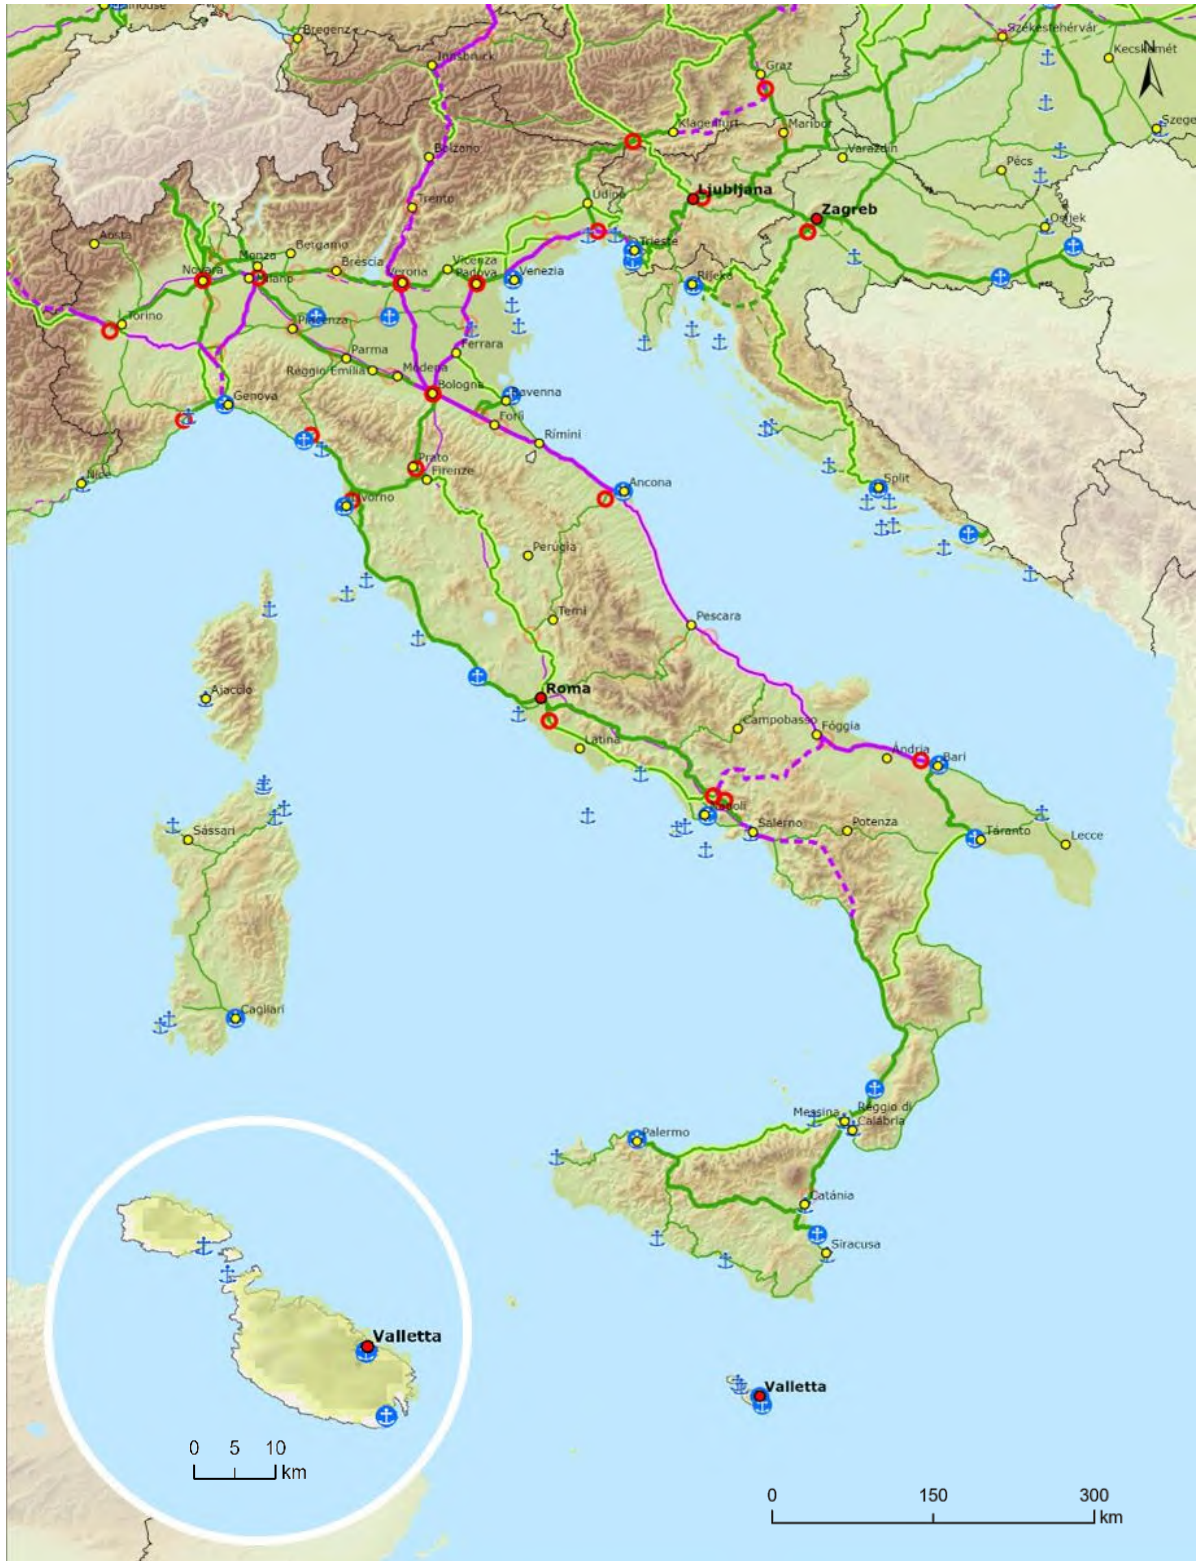 Bregenz
Innsbruck
Székesfehérvár
Kecskemét
N
Graz
Klagenfurt
Maribor
Bolzano
Varaždin
Pécs
Trento
Udine
Ljubljana
Zagreb
Osijek
Aosta
Bergamo
Monza
Trieste
Brescia
Vicenza
Novara
Milano
Verona
Padova
Venezia
Rijeka
Torino
Piacenza
Parma
Ferrara
Reggio Emilia
Modena
Bologna
Ravenna
Genova
Forlì
Rimini
Prato
Firenze
Nice
Ancona
Split
Livorno
Perugia
Terni
Pescara
Ajaccio
Roma
Campobasso
Fóggia
Latina
Ándria
Bari
Napoli
Sássari
Salerno
Potenza
Táranto
Lecce
Cagliari
Messina
Réggio di
Calábria
Palermo
Catánia
Siracusa
Valletta
Valletta
0 5 10
km
0 150 300
km